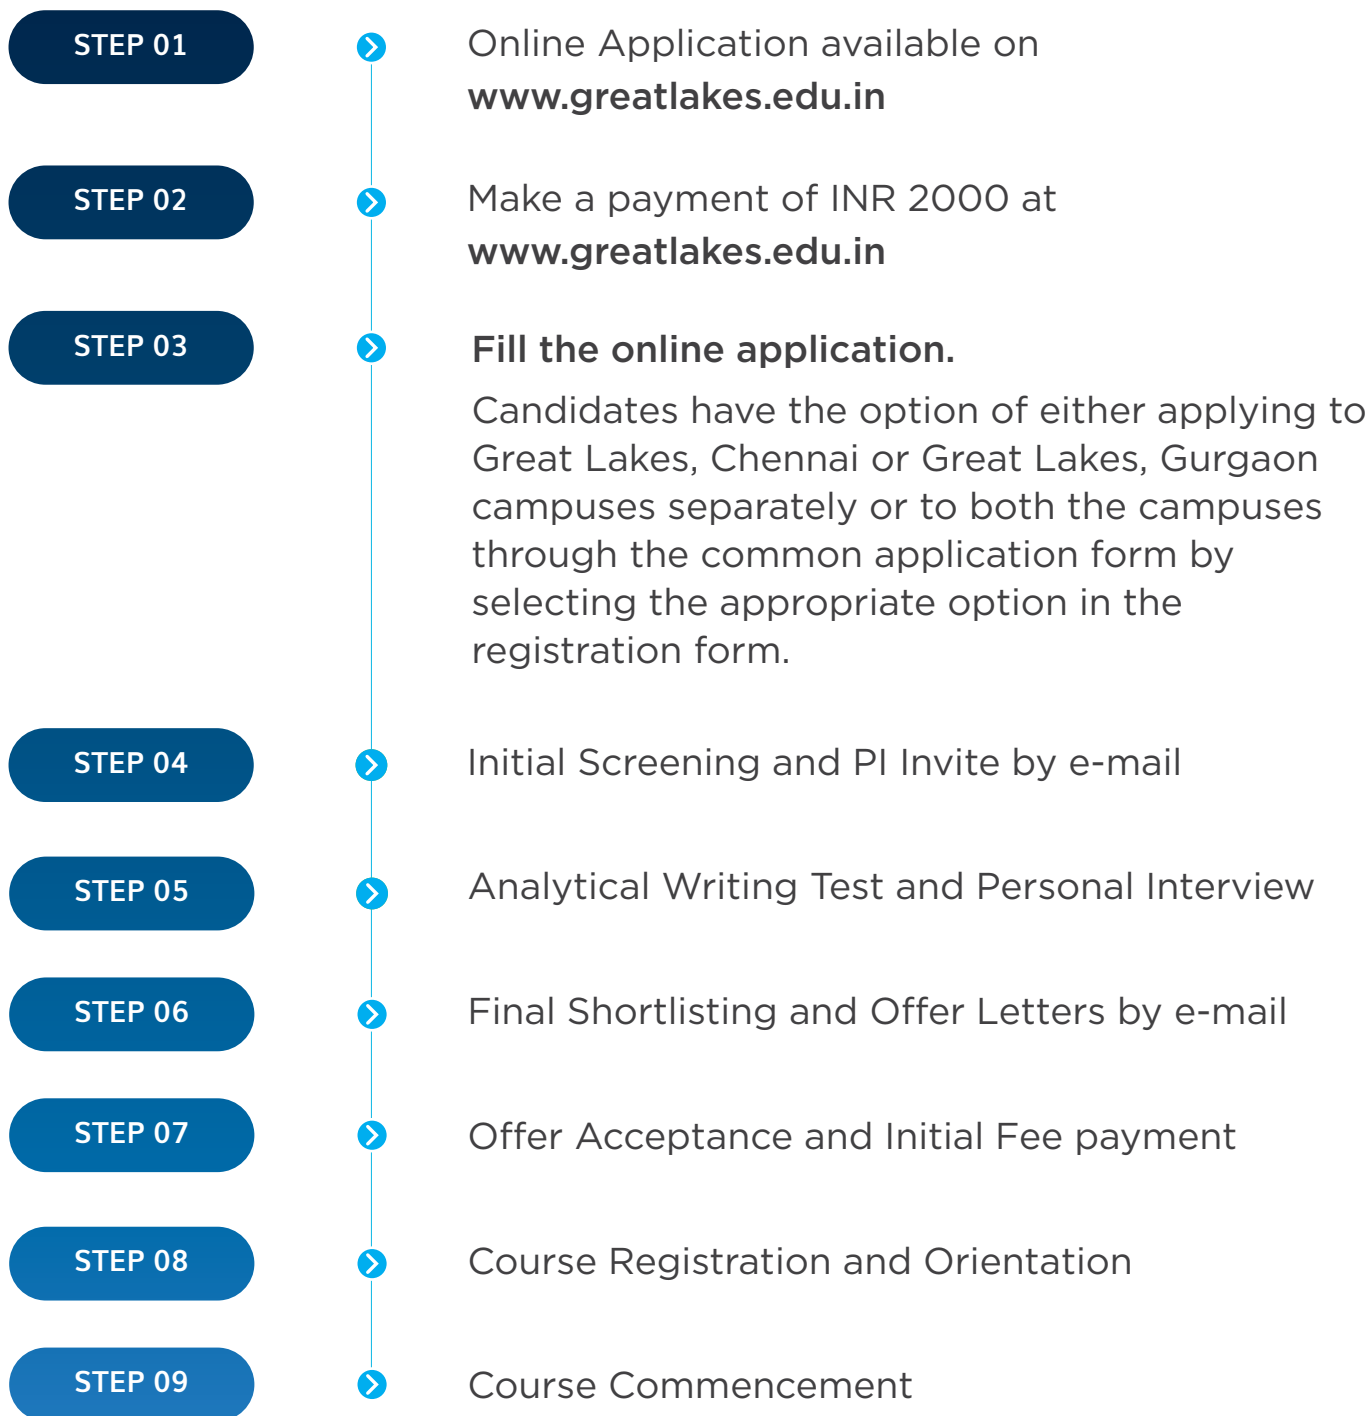 STEP 01
Online Application available on
www.greatlakes.edu.in
STEP 02
Make a payment of INR 2000 at
www.greatlakes.edu.in
STEP 03
Fill the online application.
Candidates have the option of either applying to
Great Lakes, Chennai or Great Lakes, Gurgaon
campuses separately or to both the campuses
through the common application form by
selecting the appropriate option in the
registration form.
STEP 04
Initial Screening and PI Invite by e-mail
STEP 05
Analytical Writing Test and Personal Interview
STEP 06
Final Shortlisting and Offer Letters by e-mail
STEP 07
Offer Acceptance and Initial Fee payment
STEP 08
Course Registration and Orientation
STEP 09
Course Commencement